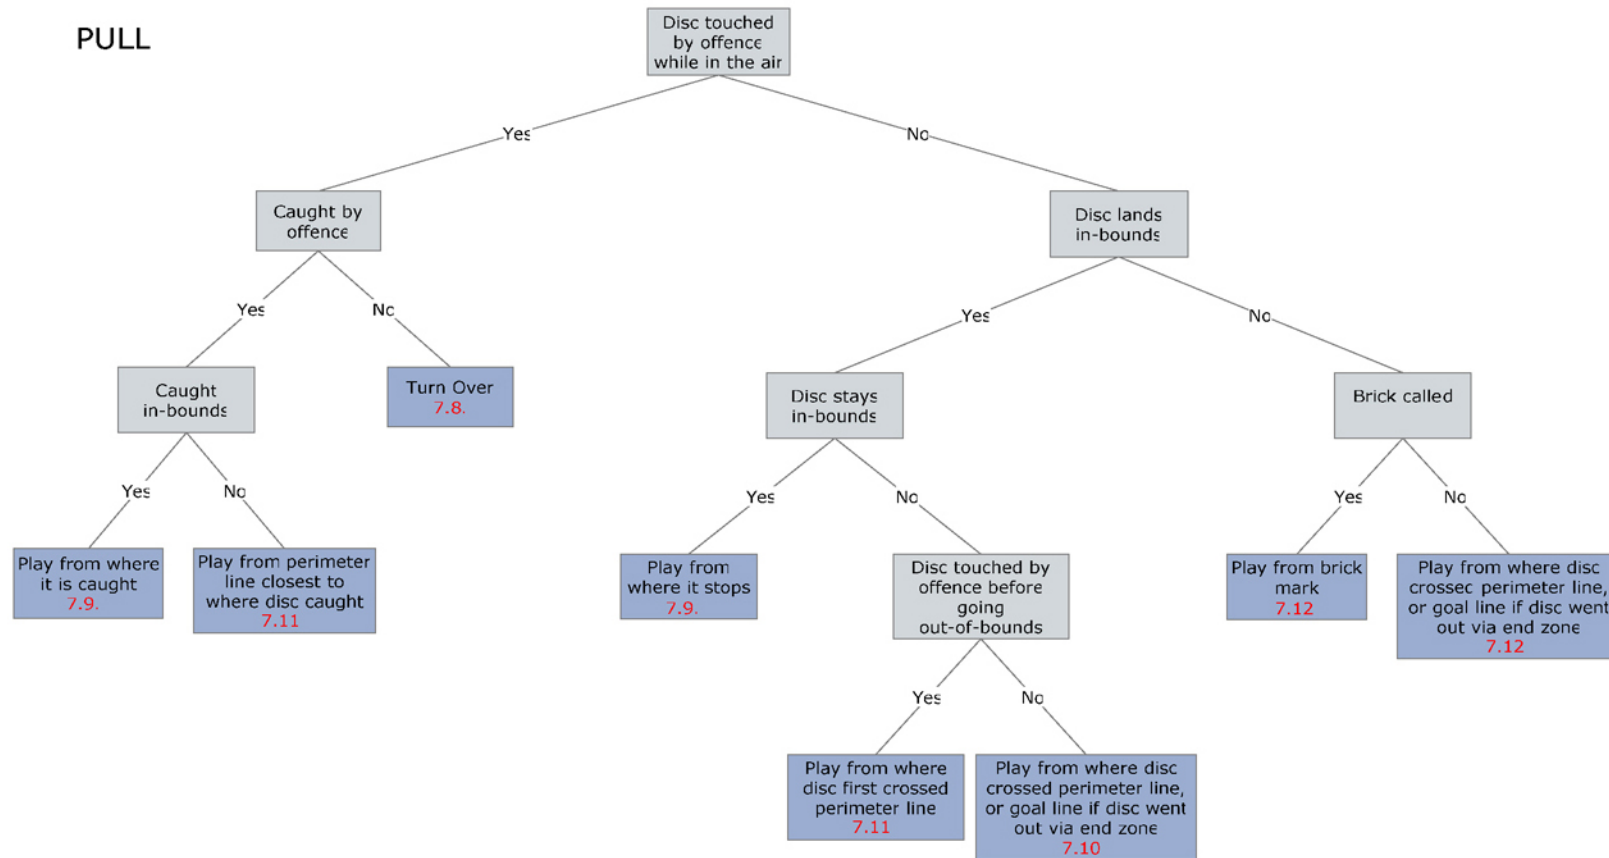 PULL
Disc touched
by offence
while in the air
Yes
No
Caught by
offence
Disc lands
in-bounds
Yes
No
Yes
No
Caught
in-bounds
Turn Over
7.8.
Disc stays
in-bounds
Brick called
Yes
No
Yes
No
Yes
No
Play from where
it is caught
7.9.
Play from perimeter
line closest to
where disc caught
7.11
Play from
where it stops
7.9.
Disc touched by
offence before
going
out-of-bounds
Play from brick
mark
7.12
Play from where disc
crossed perimeter line,
or goal line if disc went
out via end zone
7.12
Yes
No
Play from where
disc first crossed
perimeter line
7.11
Play from where disc
crossed perimeter line,
or goal line if disc went
out via end zone
7.10